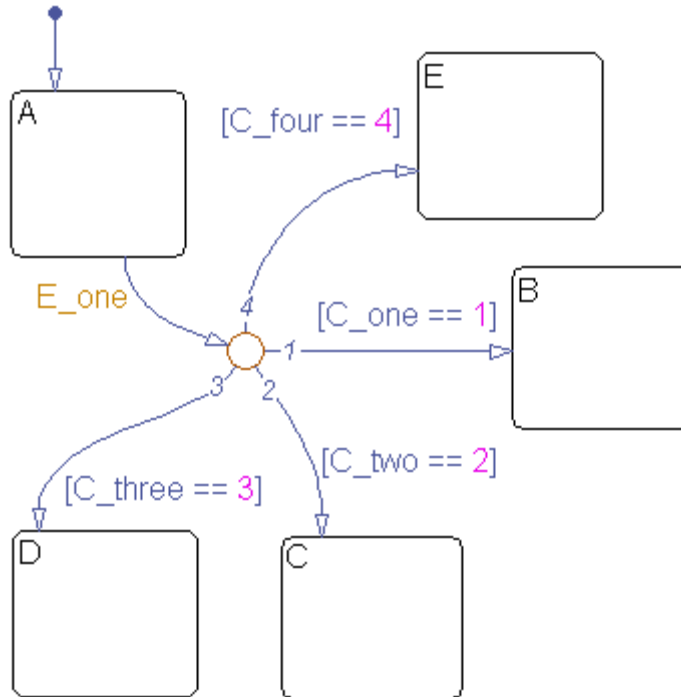 A
E
[C_four == 4]
E_one
B
[C_one == 1]
4
1
3
2
[C_two == 2]
[C_three == 3]
D
C